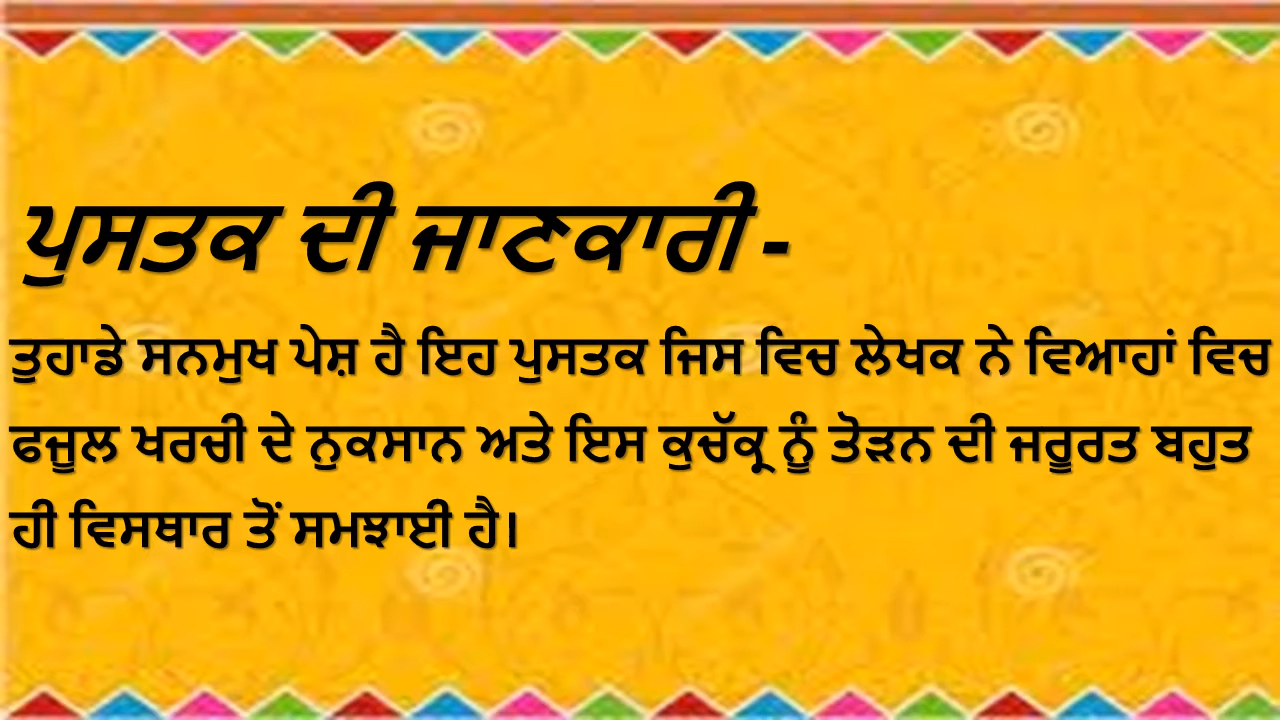 ਪੁਸਤਕ ਦੀ ਜਾਣਕਾਰੀ -
ਤੁਹਾਡੇ ਸਨਮੁਖ ਪੇਸ਼ ਹੈ ਇਹ ਪੁਸਤਕ ਜਿਸ ਵਿਚ ਲੇਖਕ ਨੇ ਵਿਆਹਾਂ ਵਿਚ
ਫਜੂਲ ਖਰਚੀ ਦੇ ਨੁਕਸਾਨ ਅਤੇ ਇਸ ਕੁਚੱਕ੍ਰ ਨੂੰ ਤੋੜਨ ਦੀ ਜਰੂਰਤ ਬਹੁਤ
ਹੀ ਵਿਸਥਾਰ ਤੋਂ ਸਮਝਾਈ ਹੈ।